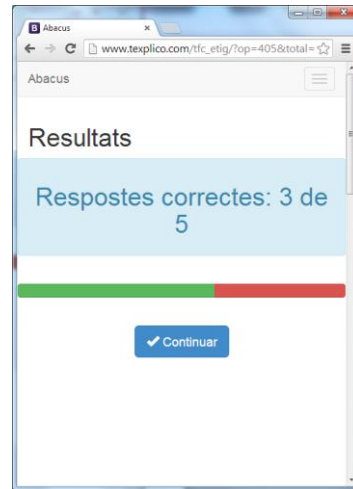 Abacus
www.texplico.com/tfc_etig/?op=405&total=
Abacus
Resultats
Respostes correctes: 3 de
5
Continuar